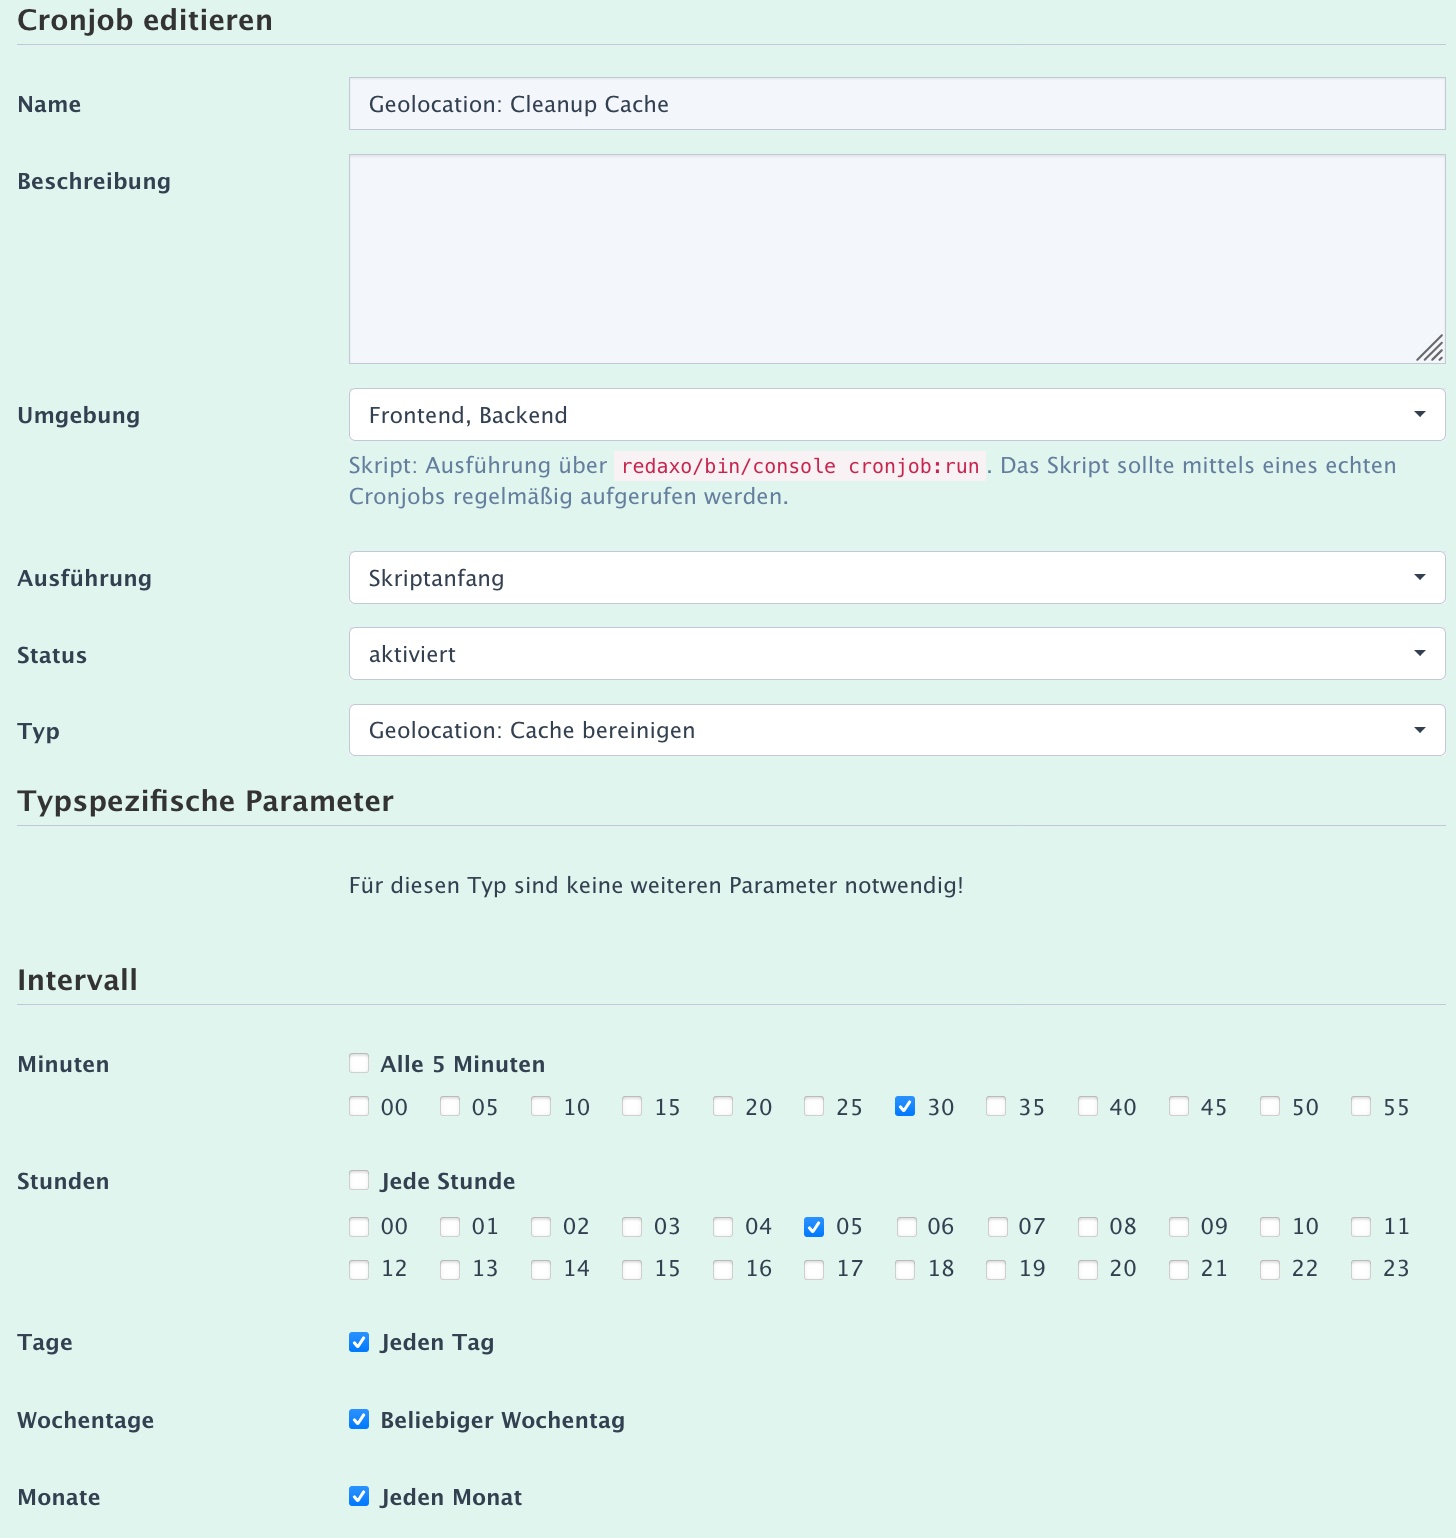 Cronjob editieren
Name
Geolocation: Cleanup Cache
Beschreibung
Umgebung
Frontend, Backend
Skript: Ausführung über redaxo/bin/console cronjob:run. Das Skript sollte mittels eines echten
Cronjobs regelmäßig aufgerufen werden.
Ausführung
Skriptanfang
Status
aktiviert
Typ
Geolocation: Cache bereinigen
Typspezifische Parameter
Für diesen Typ sind keine weiteren Parameter notwendig!
Intervall
Minuten
Alle 5 Minuten
00 05 10 15 20 25 30 35 40 45 50 55
Stunden
Jede Stunde
00 01 02 03 04 05 06 07 08 09 10 11
12 13 14 15 16 17 18 19 20 21 22 23
Tage
Jeden Tag
Wochentage
Beliebiger Wochentag
Monate
Jeden Monat